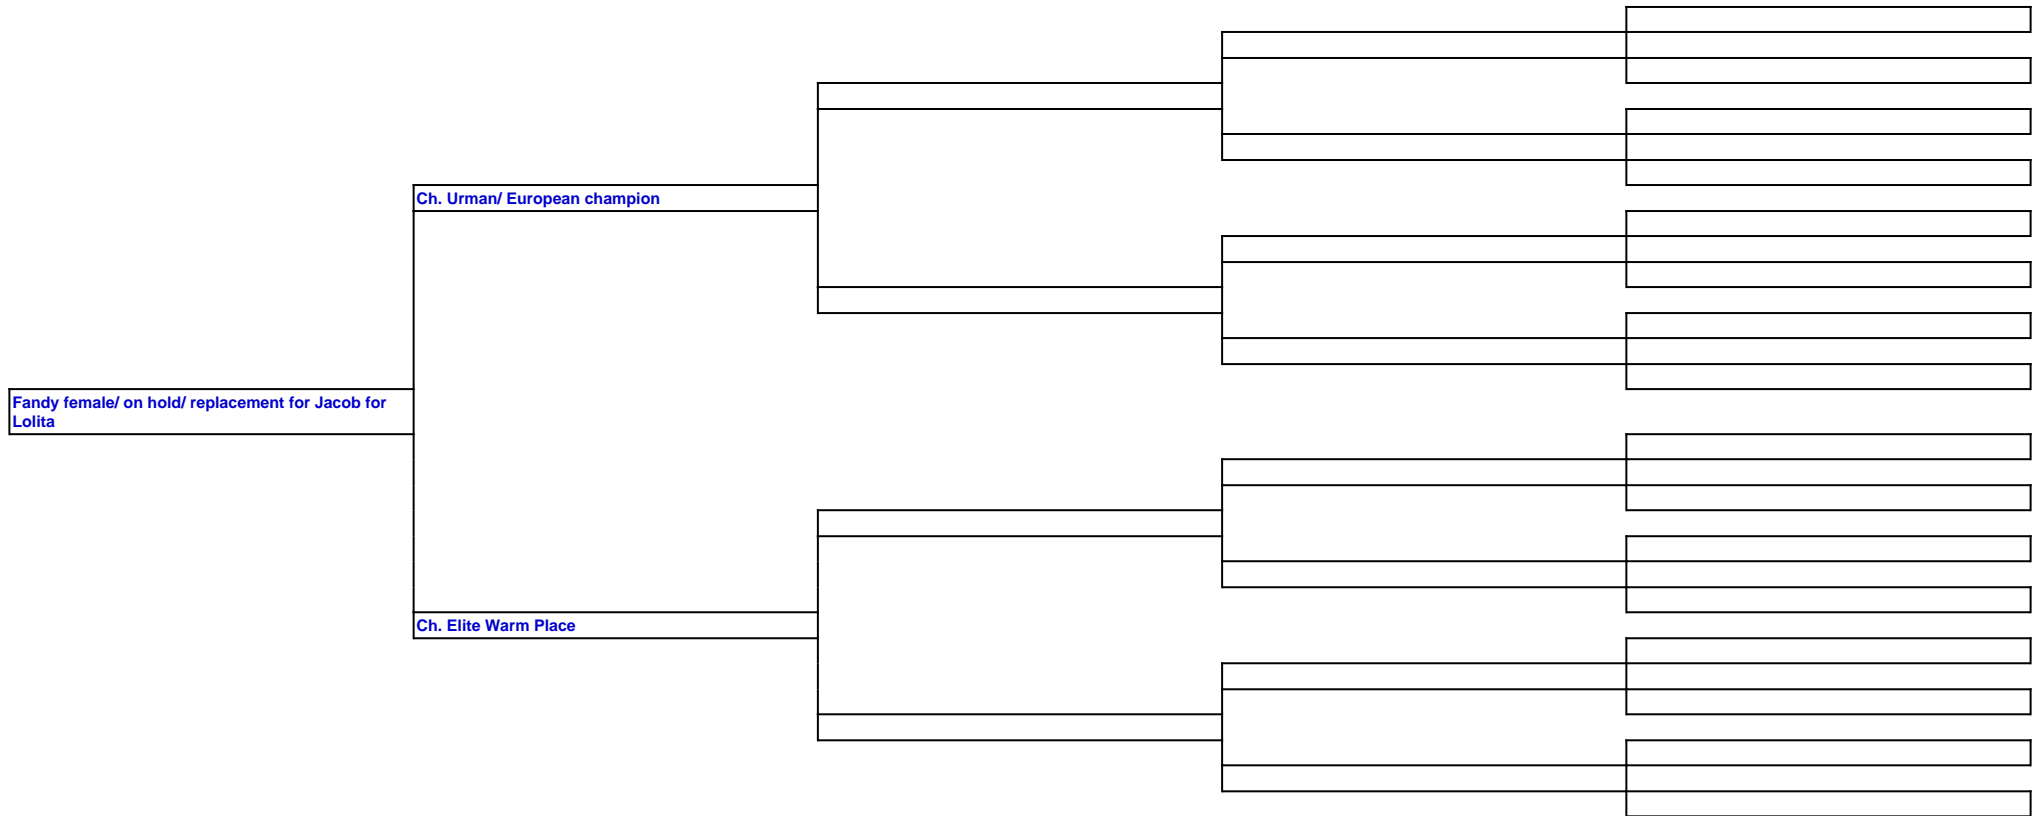 Ch. Urman/ European champion
Fandy female/ on hold/ replacement for Jacob for
Lolita
Ch. Elite Warm Place